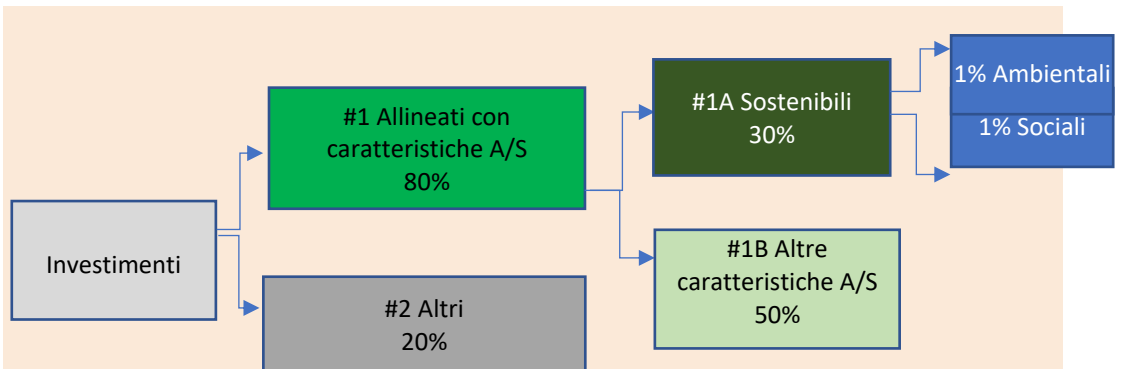 Investimenti
#1 Allineati con
caratteristiche A/S
80%
#2 Altri
20%
#1A Sostenibili
30%
#1B Altre
caratteristiche A/S
50%
1% Ambientali
1% Sociali